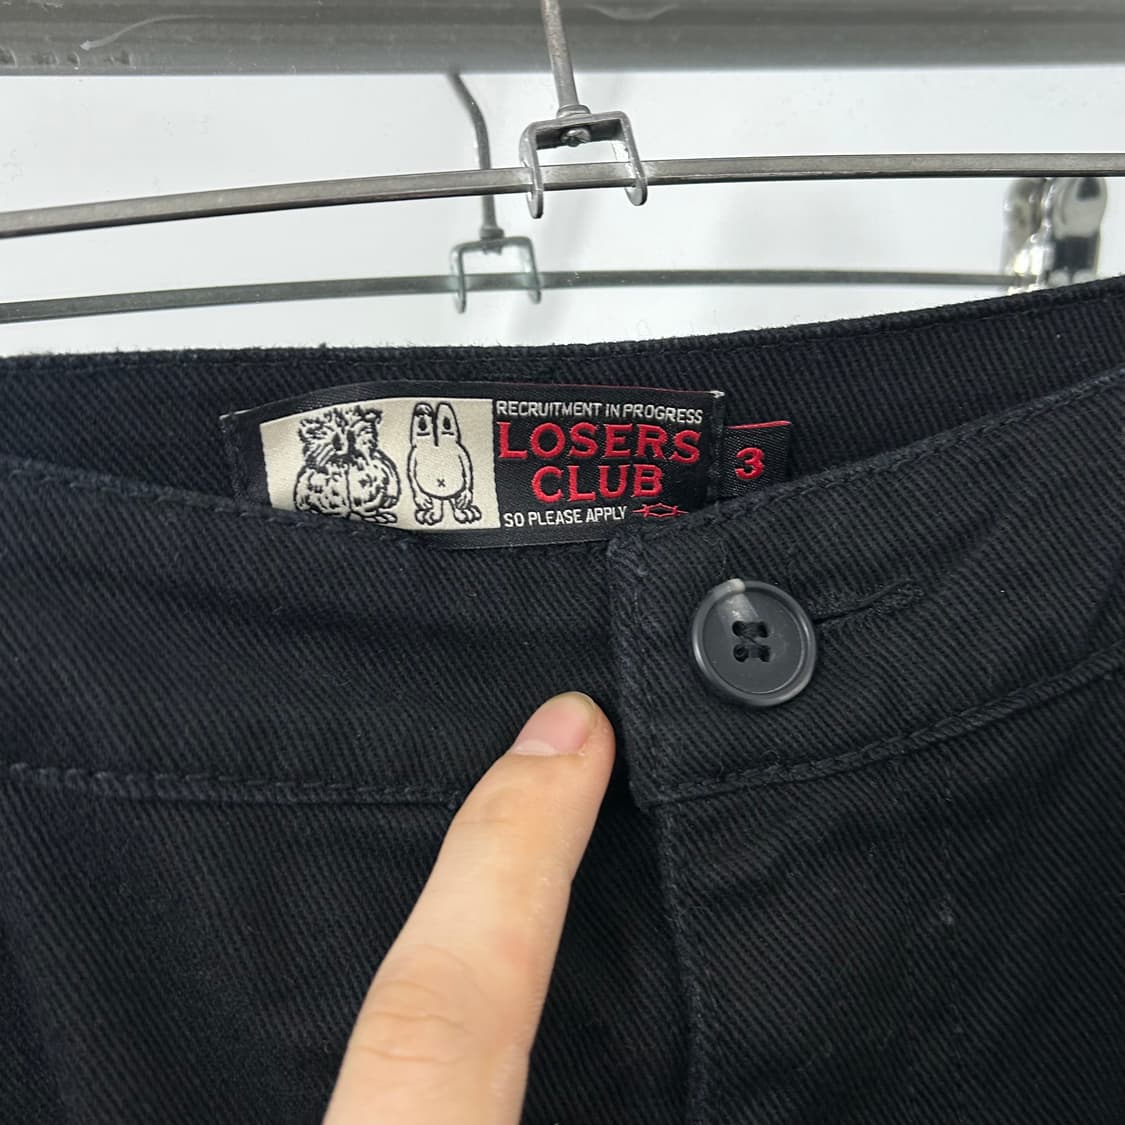 RECRUITMENT IN PROGRESS
LOSERS
CLUB
SO PLEASE APPLY
3